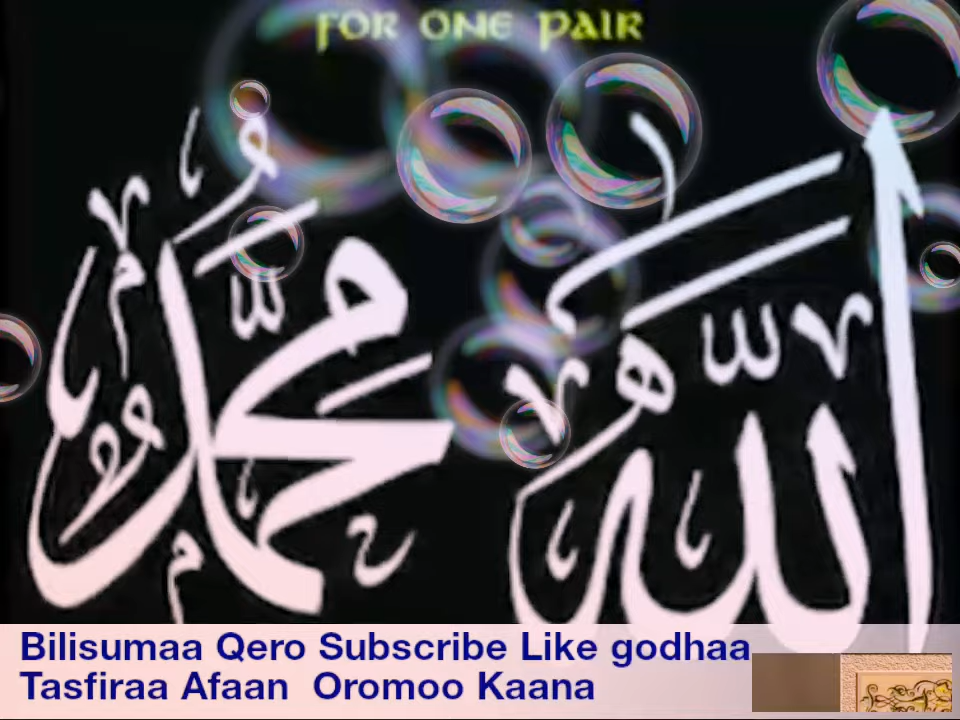 FOR ONE PAIR
الله محمد
Bilisumaa Qero Subscribe Like godhaa
Tasfiraa Afaan Oromoo Kaana